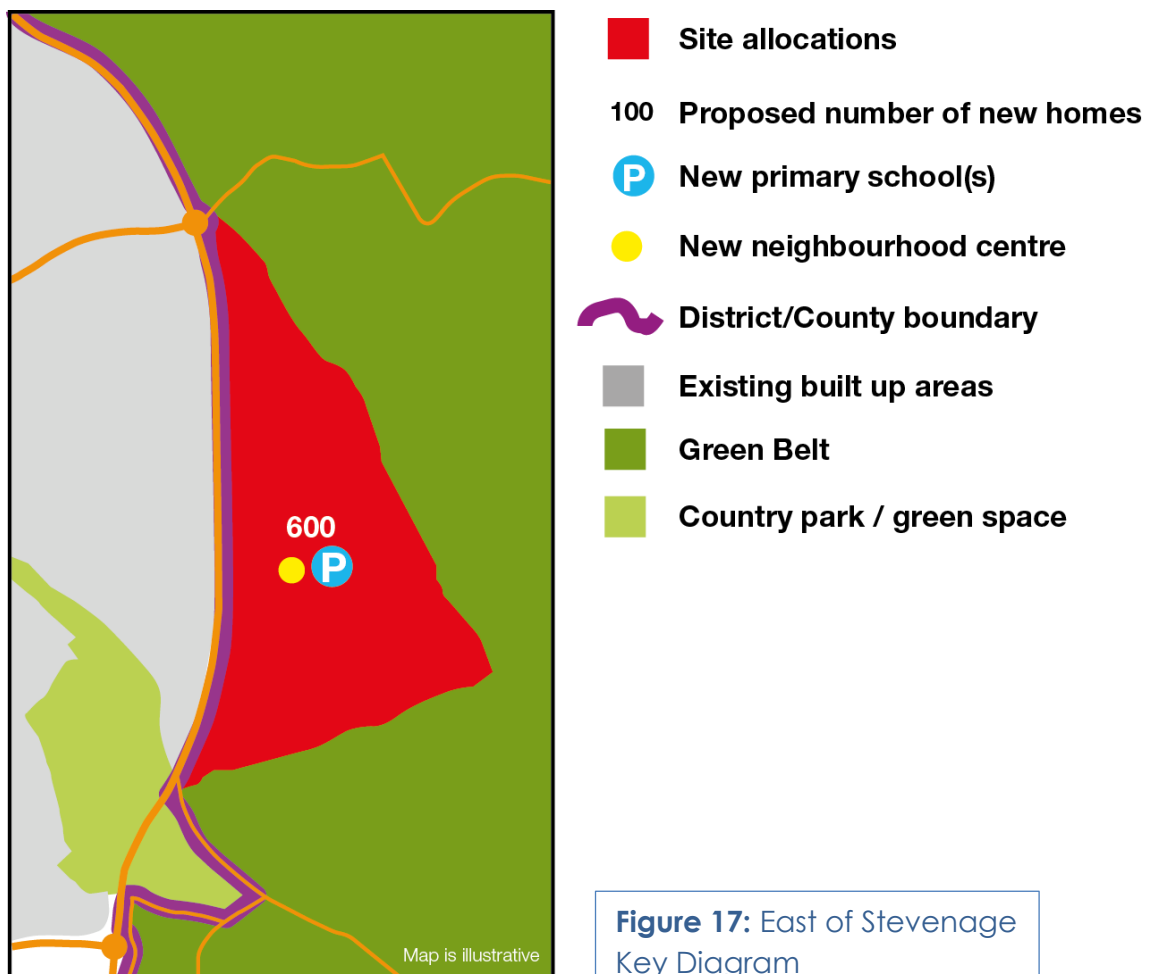 600
P
Map is illustrative
Site allocations
100 Proposed number of new homes
P New primary school(s)
New neighbourhood centre
District/County boundary
Existing built up areas
Green Belt
Country park / green space
Figure 17: East of Stevenage
Key Diagram